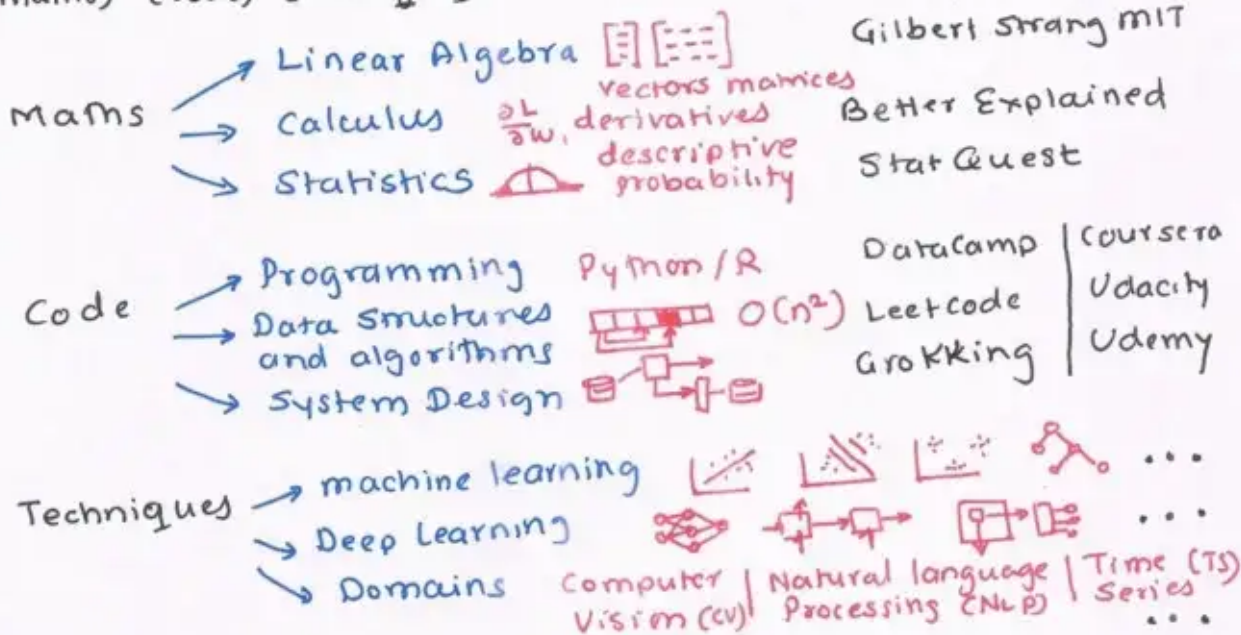 Linear Algebra [ ] [ ] Gilbert Strang MIT
vectors matrices
Maths
Calculus ∂L/∂w, derivatives Better Explained
descriptive
Statistics probability StatQuest
Programming Python/R DataCamp | Coursera
Code
Data Structures O(n²) Leetcode Udacity
and algorithms
System Design Grokking Udemy
machine learning ...
Techniques
Deep Learning ...
Domains Computer | Natural language | Time (TS)
Vision (CV) Processing (NLP) Series
...